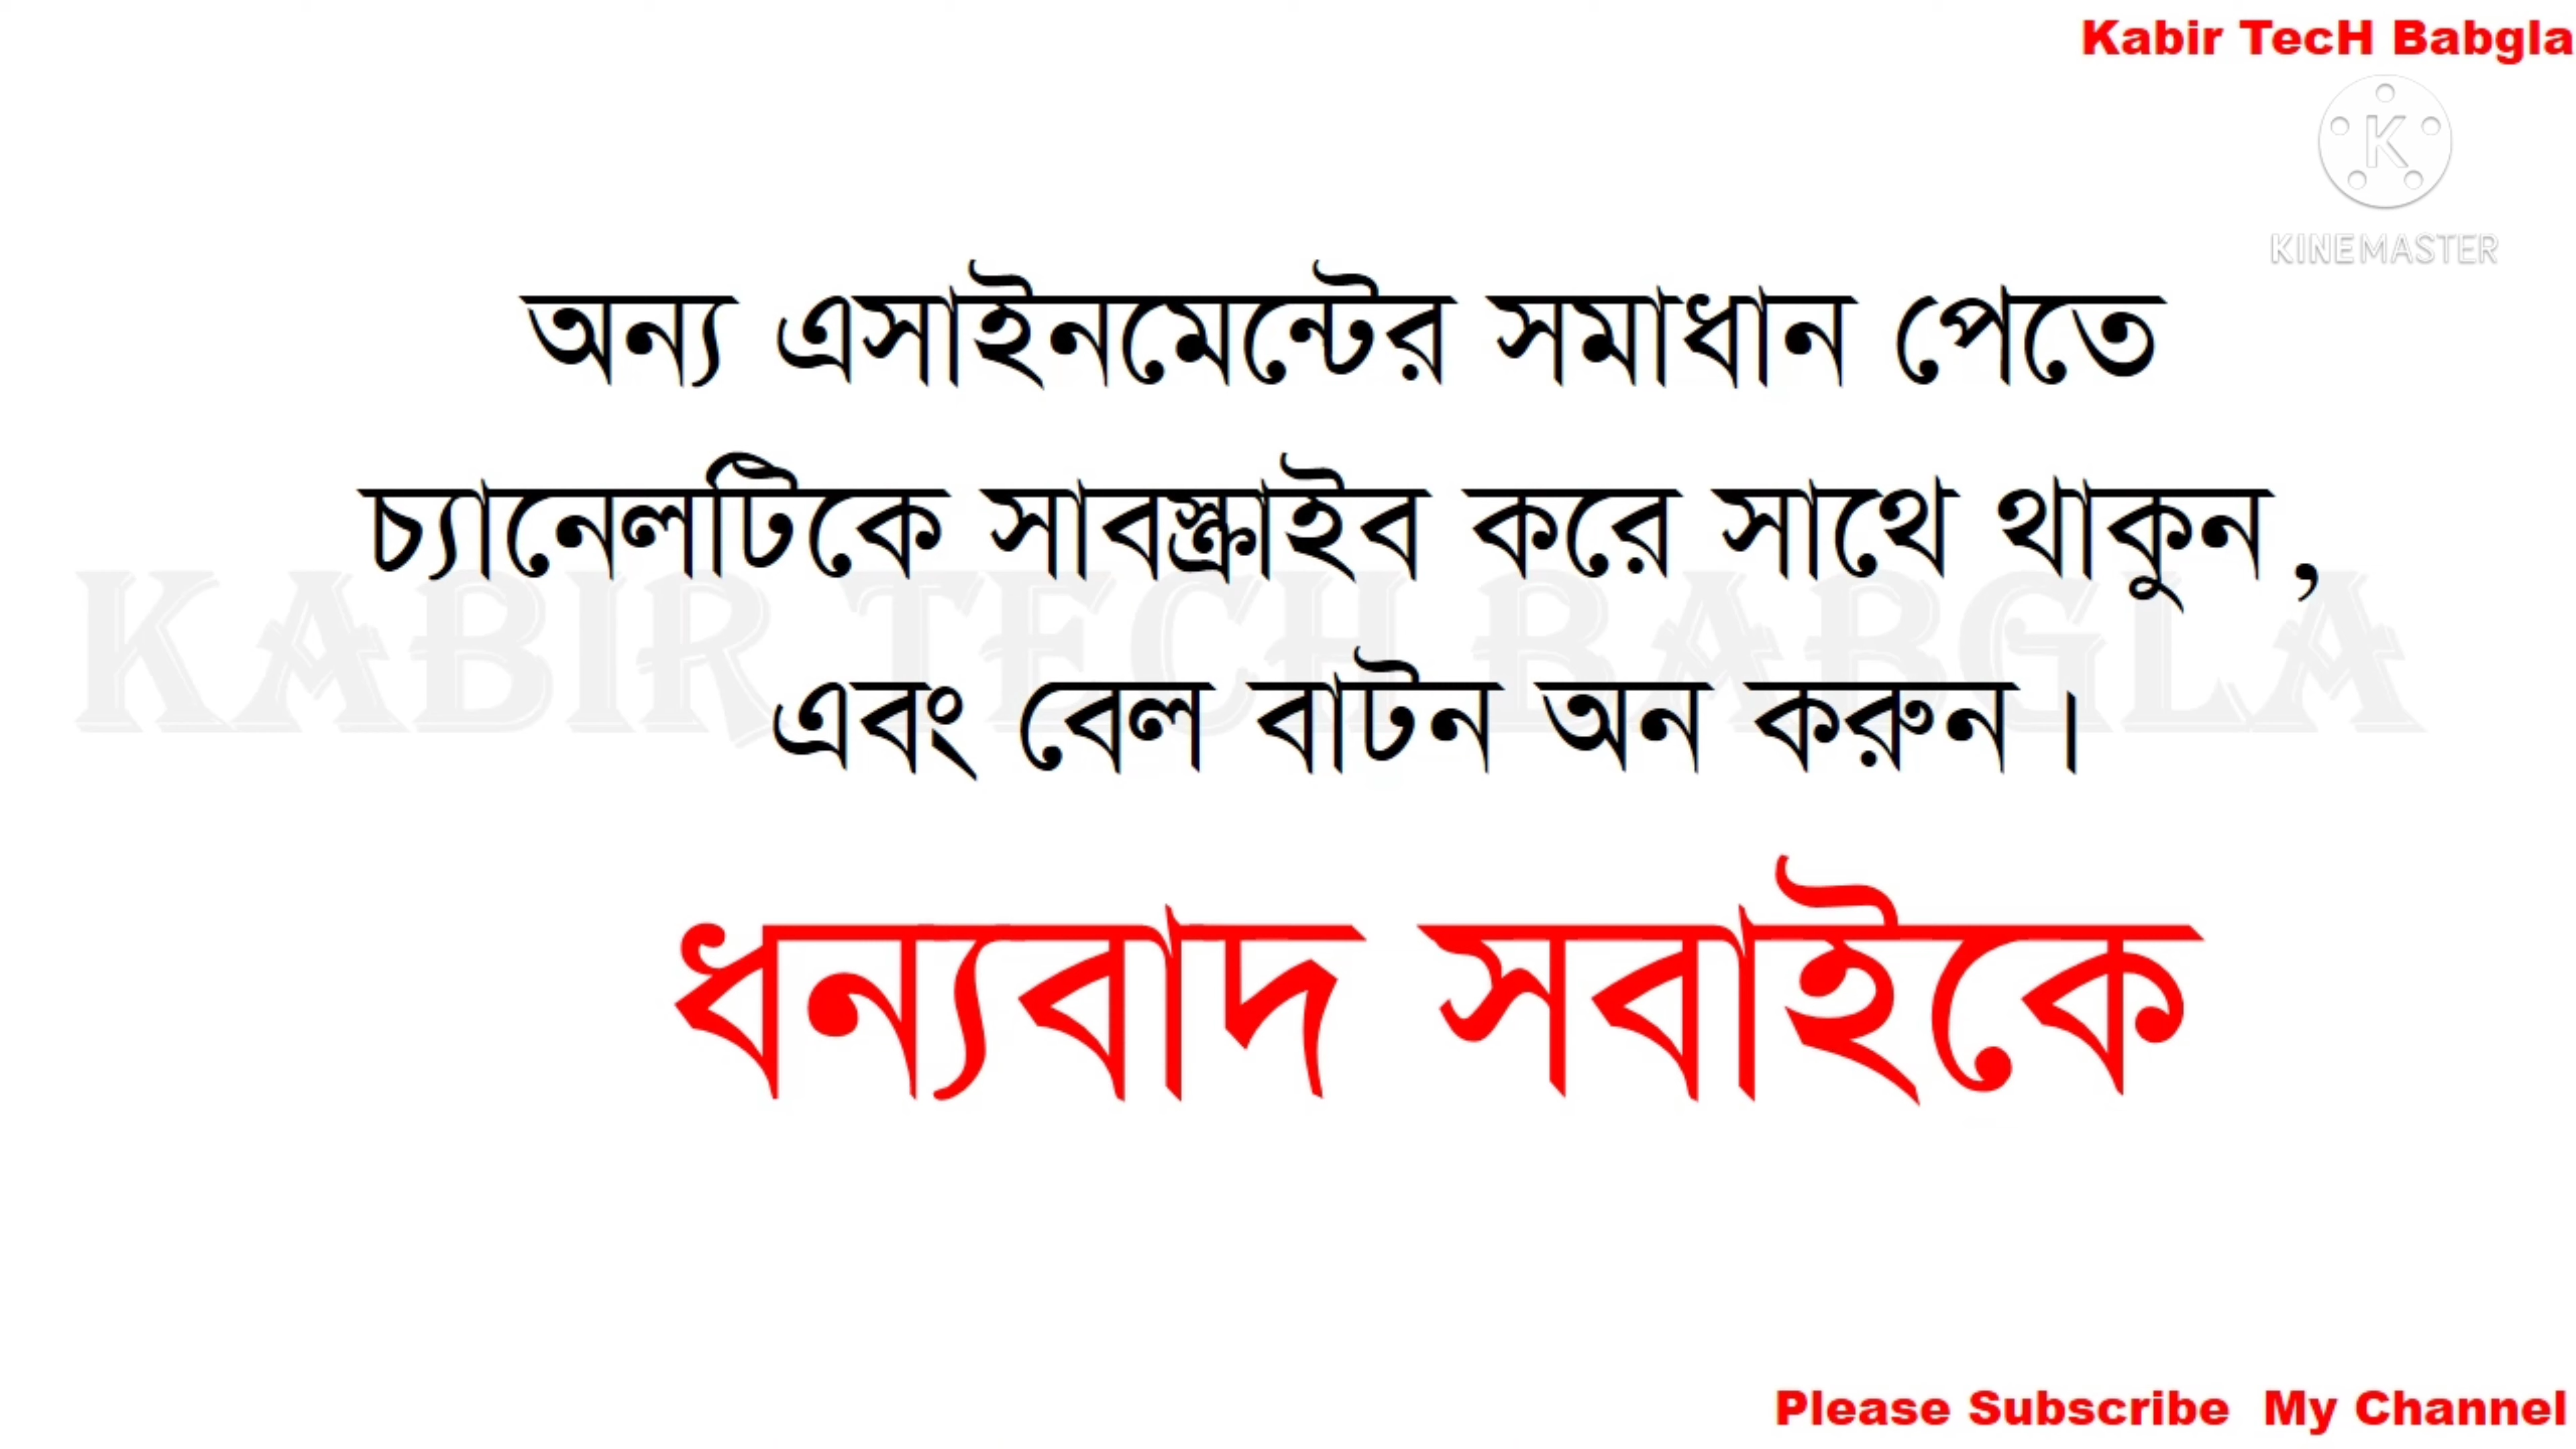 Kabir TecH Babgla
K
KINEMASTER
অন্য এসাইনমেন্টের সমাধান পেতে
চ্যানেলটিকে সাবস্ক্রাইব করে সাথে থাকুন,
KABIR TECH BABGLA
এবং বেল বাটন অন করুন।
ধন্যবাদ সবাইকে
Please Subscribe My Channel